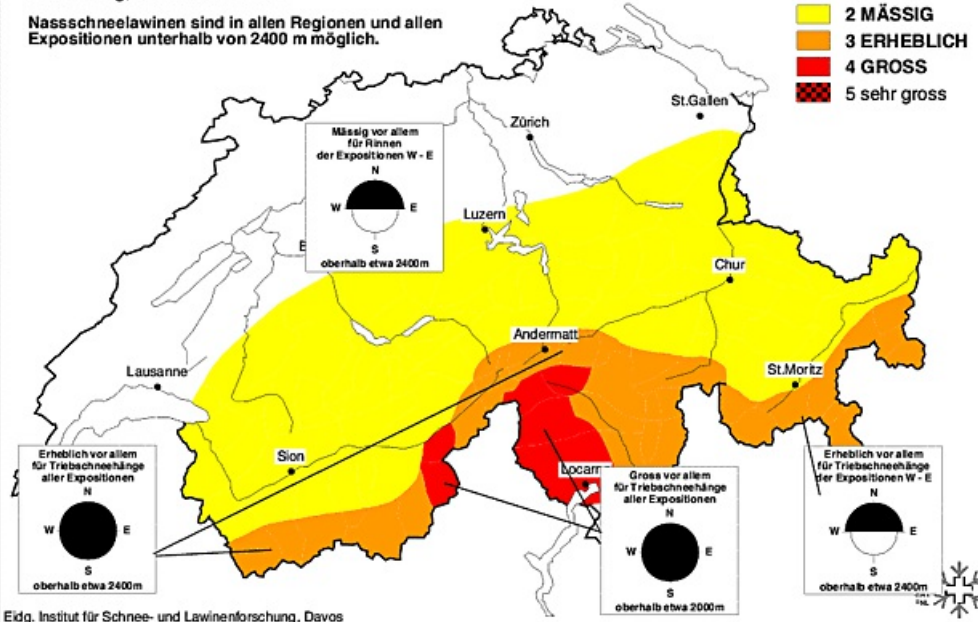 Nassschneelawinen sind in allen Regionen und allen
Expositionen unterhalb von 2400 m möglich.
2 MÄSSIG
3 ERHEBLICH
4 GROSS
5 sehr gross
St.Gallen
Zürich
Mässig vor allem
für Rinnen
der Expositionen W - E
N
W E
S
oberhalb etwa 2400m
Luzern
Chur
Andermatt
Lausanne
St.Moritz
Sion
Locarno
Erheblich vor allem
für Triebschneehänge
aller Expositionen
N
W E
S
oberhalb etwa 2400m
Gross vor allem
für Triebschneehänge
aller Expositionen
N
W E
S
oberhalb etwa 2000m
Erheblich vor allem
für Triebschneehänge
der Expositionen W - E
N
W E
S
oberhalb etwa 2400m
Eidg. Institut für Schnee- und Lawinenforschung, Davos